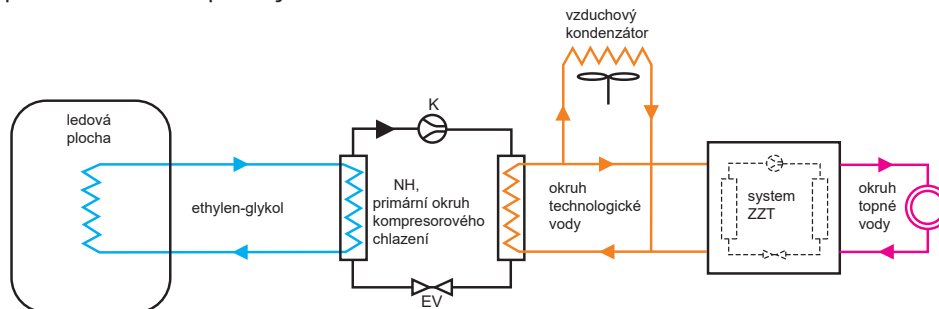 vzduchový
kondenzátor
K
ledová
plocha
NH,
primární okruh
kompresorového
chlazení
ethylen-glykol
okruh
technologické
vody
system
ZZT
okruh
topné
vody
EV